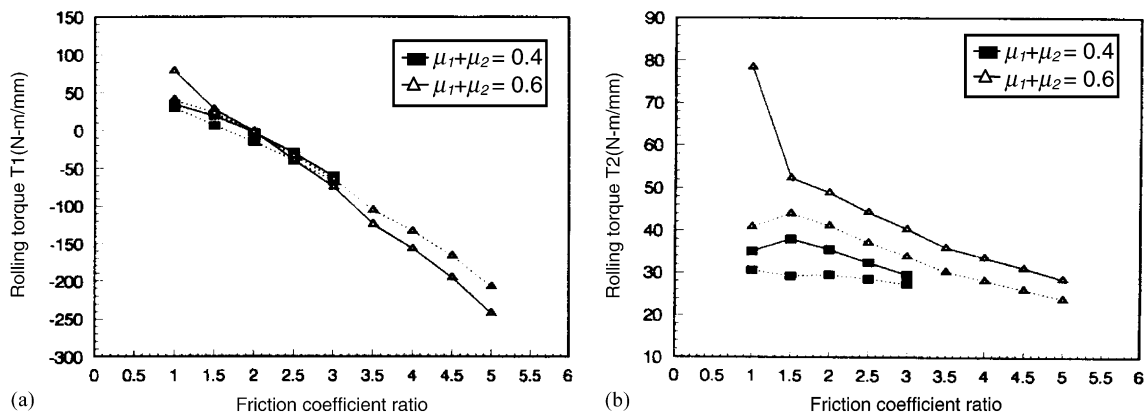 150
100
50
0
-50
-100
-150
-200
-250
-300
Rolling torque T1(N-m/mm)
μ₁+μ₂ = 0.4
μ₁+μ₂ = 0.6
0 0.5 1 1.5 2 2.5 3 3.5 4 4.5 5 5.5 6
(a) Friction coefficient ratio
90
80
70
60
50
40
30
20
10
Rolling torque T2(N-m/mm)
μ₁+μ₂ = 0.4
μ₁+μ₂ = 0.6
0 0.5 1 1.5 2 2.5 3 3.5 4 4.5 5 5.5 6
(b) Friction coefficient ratio